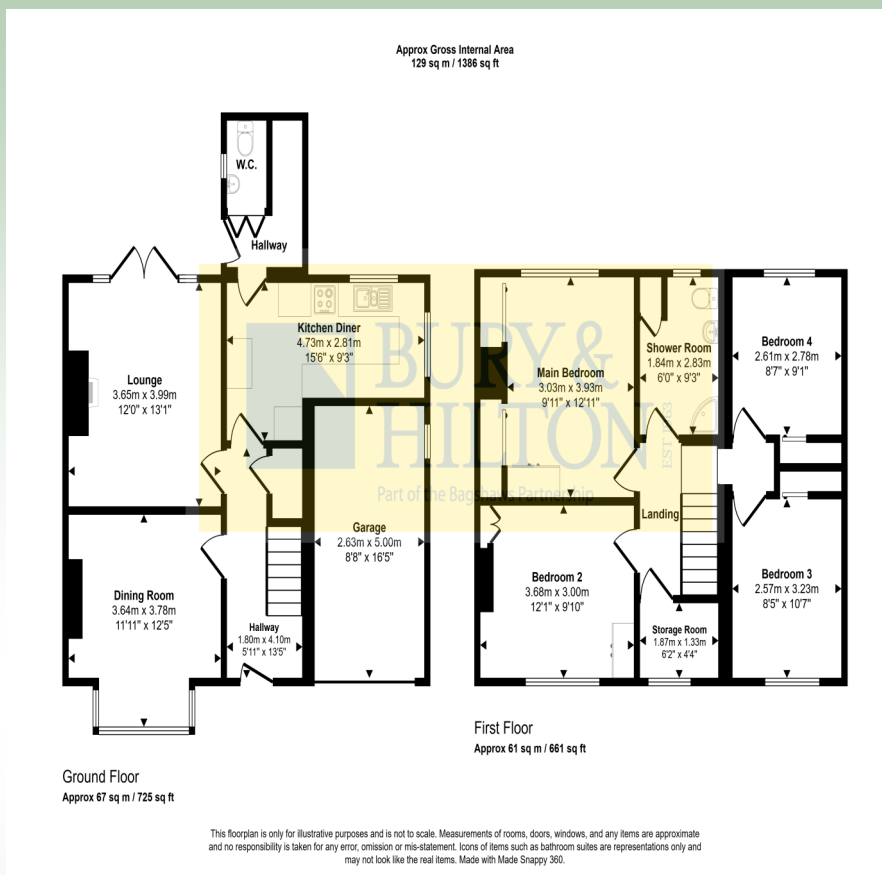 Approx Gross Internal Area
129 sq m / 1386 sq ft
W.C.
Hallway
Kitchen Diner
4.73m x 2.81m
15'6" x 9'3"
Lounge
3.65m x 3.99m
12'0" x 13'1"
Dining Room
3.64m x 3.78m
11'11" x 12'5"
Hallway
1.80m x 4.10m
5'11" x 13'5"
Garage
2.63m x 5.00m
8'8" x 16'5"
Ground Floor
Approx 67 sq m / 725 sq ft
Main Bedroom
3.03m x 3.93m
9'11" x 12'11"
Shower Room
1.84m x 2.83m
6'0" x 9'3"
Bedroom 4
2.61m x 2.78m
8'7" x 9'1"
Landing
Bedroom 2
3.68m x 3.00m
12'1" x 9'10"
Storage Room
1.87m x 1.33m
6'2" x 4'4"
Bedroom 3
2.57m x 3.23m
8'5" x 10'7"
First Floor
Approx 61 sq m / 661 sq ft
BURY &
HILTON
EST 1163
Part of the Bagshaws Partnership
This floorplan is only for illustrative purposes and is not to scale. Measurements of rooms, doors, windows, and any items are approximate
and no responsibility is taken for any error, omission or mis-statement. Icons of items such as bathroom suites are representations only and
may not look like the real items. Made with Made Snappy 360.